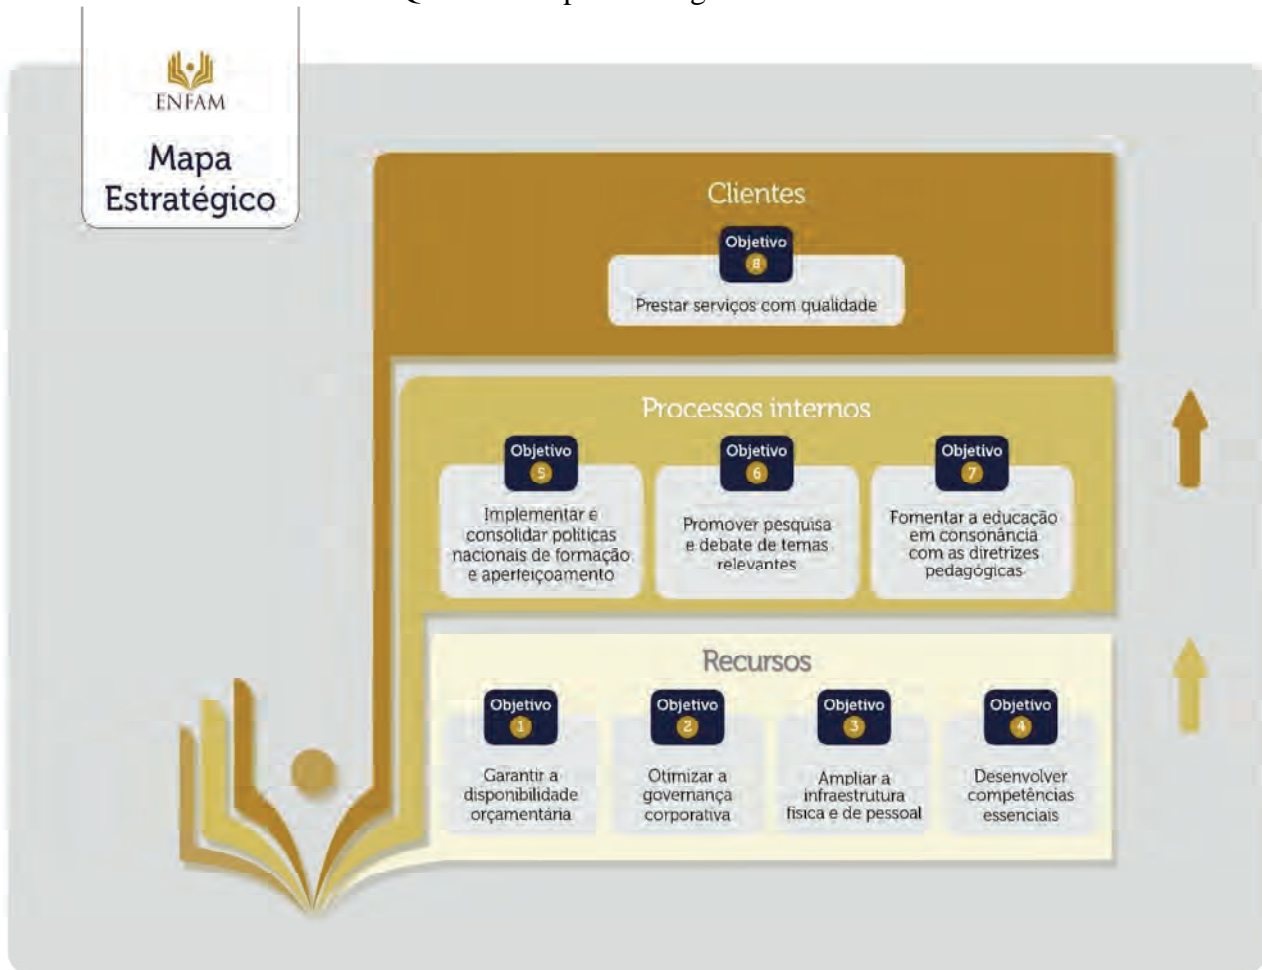 ENFAM
Mapa
Estratégico
Clientes
Objetivo
8
Prestar serviços com qualidade
Processos internos
Objetivo
5
Implementar e
consolidar políticas
nacionais de formação
e aperfeiçoamento
Objetivo
6
Promover pesquisa
e debate de temas
relevantes
Objetivo
7
Fomentar a educação
em consonância
com as diretrizes
pedagógicas
Recursos
Objetivo
1
Garantir a
disponibilidade
orçamentária
Objetivo
2
Otimizar a
governança
corporativa
Objetivo
3
Ampliar a
infraestrutura
física e de pessoal
Objetivo
4
Desenvolver
competências
essenciais